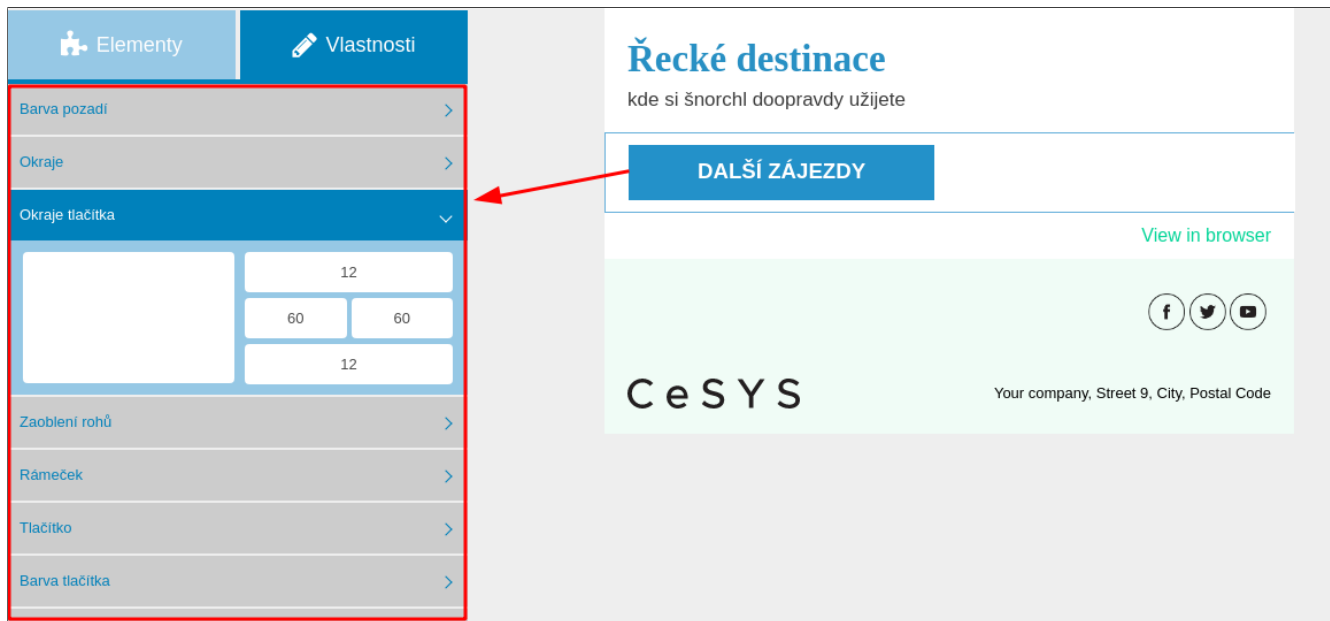 Elementy
Vlastnosti
Barva pozadí
Okraje
Okraje tlačítka
12
60 60
12
Zaoblení rohů
Rámeček
Tlačítko
Barva tlačítka
Řecké destinace
kde si šnorchl doopravdy užijete
DALŠÍ ZÁJEZDY
View in browser
CeSYS
Your company, Street 9, City, Postal Code